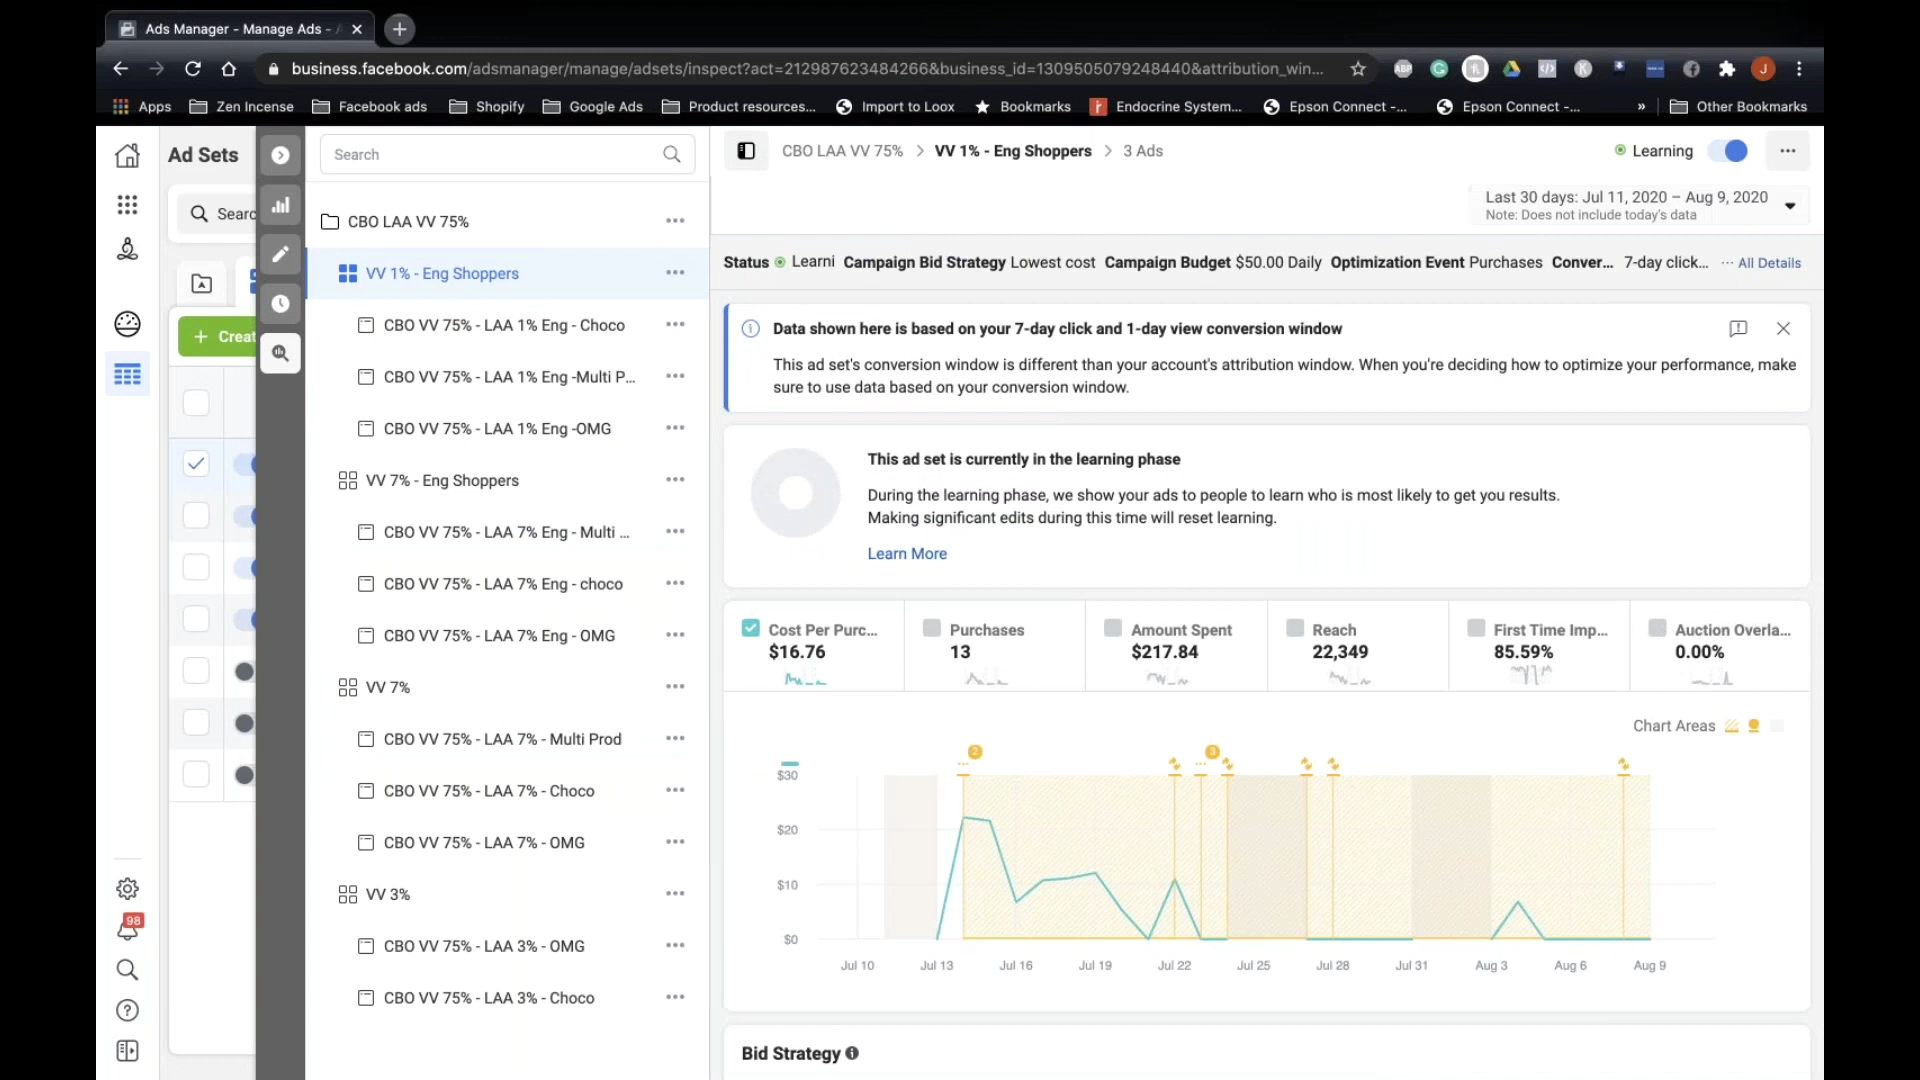 Ads Manager - Manage Ads -
business.facebook.com/adsmanager/manage/adsets/inspect?act=212987623484266&business_id=1309505079248440&attribution_win...
ABP
J
Apps
Zen Incense
Facebook ads
Shopify
Google Ads
Product resources...
Import to Loox
Bookmarks
Endocrine System...
Epson Connect -...
Epson Connect -...
»
Other Bookmarks
Ad Sets
Searc
+ Creat
98
Search
CBO LAA VV 75%
VV 1% - Eng Shoppers
CBO VV 75% - LAA 1% Eng - Choco
CBO VV 75% - LAA 1% Eng -Multi P...
CBO VV 75% - LAA 1% Eng -OMG
VV 7% - Eng Shoppers
CBO VV 75% - LAA 7% Eng - Multi ...
CBO VV 75% - LAA 7% Eng - choco
CBO VV 75% - LAA 7% Eng - OMG
VV 7%
CBO VV 75% - LAA 7% - Multi Prod
CBO VV 75% - LAA 7% - Choco
CBO VV 75% - LAA 7% - OMG
VV 3%
CBO VV 75% - LAA 3% - OMG
CBO VV 75% - LAA 3% - Choco
CBO LAA VV 75% > VV 1% - Eng Shoppers > 3 Ads
Learning
Last 30 days: Jul 11, 2020 – Aug 9, 2020
Note: Does not include today's data
Status Learni Campaign Bid Strategy Lowest cost Campaign Budget $50.00 Daily Optimization Event Purchases Conver... 7-day click... ··· All Details
Data shown here is based on your 7-day click and 1-day view conversion window
This ad set's conversion window is different than your account's attribution window. When you're deciding how to optimize your performance, make
sure to use data based on your conversion window.
This ad set is currently in the learning phase
During the learning phase, we show your ads to people to learn who is most likely to get you results.
Making significant edits during this time will reset learning.
Learn More
Cost Per Purc...
$16.76
Purchases
13
Amount Spent
$217.84
Reach
22,349
First Time Imp...
85.59%
Auction Overla...
0.00%
Chart Areas
2
3
$30
$20
$10
$0
Jul 10 Jul 13 Jul 16 Jul 19 Jul 22 Jul 25 Jul 28 Jul 31 Aug 3 Aug 6 Aug 9
Bid Strategy